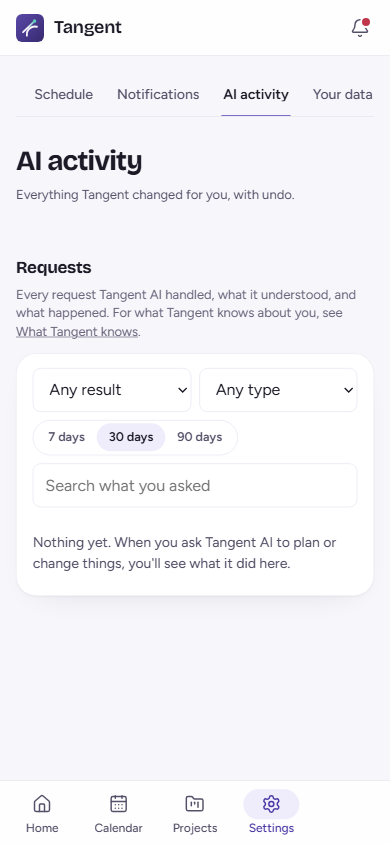 Tangent
Schedule
Notifications
AI activity
Your data
AI activity
Everything Tangent changed for you, with undo.
Requests
Every request Tangent AI handled, what it understood, and
what happened. For what Tangent knows about you, see
What Tangent knows.
Any result
Any type
7 days
30 days
90 days
Search what you asked
Nothing yet. When you ask Tangent AI to plan or
change things, you'll see what it did here.
Home
Calendar
Projects
Settings